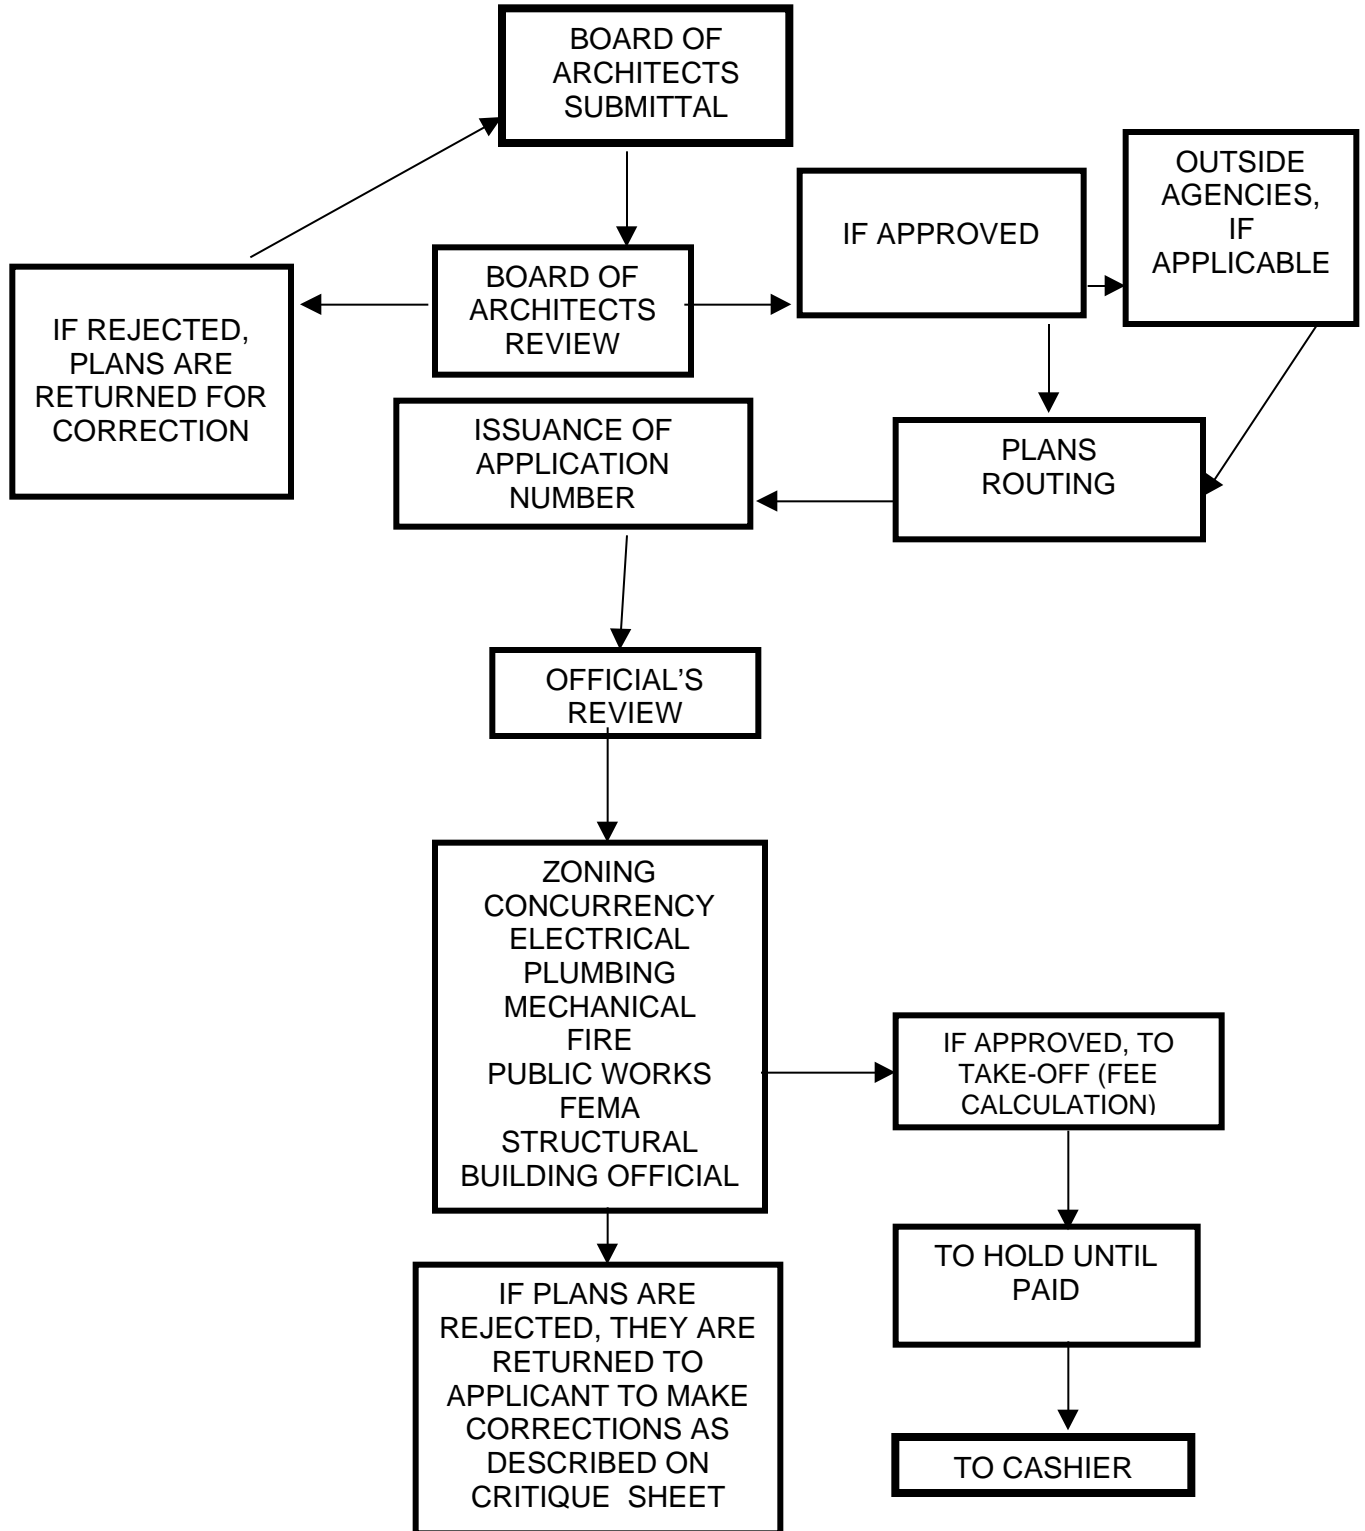 BOARD OF
ARCHITECTS
SUBMITTAL
OUTSIDE
AGENCIES,
IF
APPLICABLE
IF APPROVED
BOARD OF
ARCHITECTS
REVIEW
IF REJECTED,
PLANS ARE
RETURNED FOR
CORRECTION
ISSUANCE OF
APPLICATION
NUMBER
PLANS
ROUTING
OFFICIAL’S
REVIEW
ZONING
CONCURRENCY
ELECTRICAL
PLUMBING
MECHANICAL
FIRE
PUBLIC WORKS
FEMA
STRUCTURAL
BUILDING OFFICIAL
IF APPROVED, TO
TAKE-OFF (FEE
CALCULATION)
TO HOLD UNTIL
PAID
IF PLANS ARE
REJECTED, THEY ARE
RETURNED TO
APPLICANT TO MAKE
CORRECTIONS AS
DESCRIBED ON
CRITIQUE SHEET
TO CASHIER